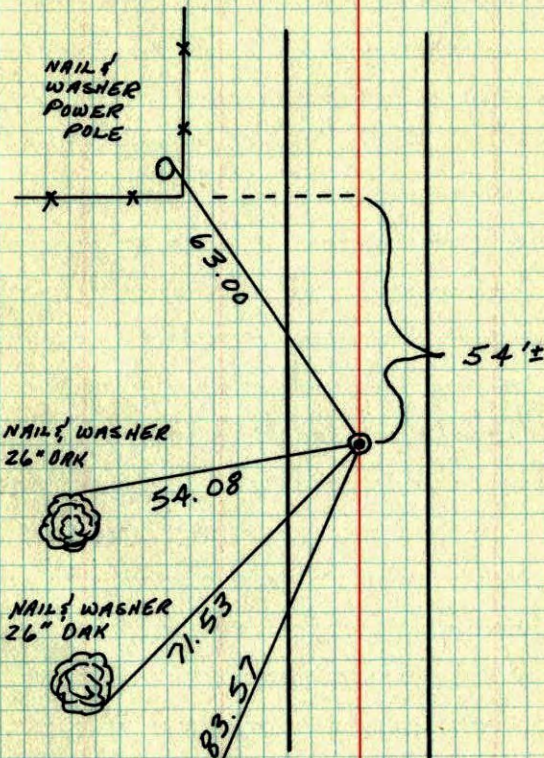 NAIL &
WASHER
POWER
POLE
63.00
54'±
NAIL & WASHER
26" OAK
54.08
NAIL & WASHER
26" OAK
71.53
83.57